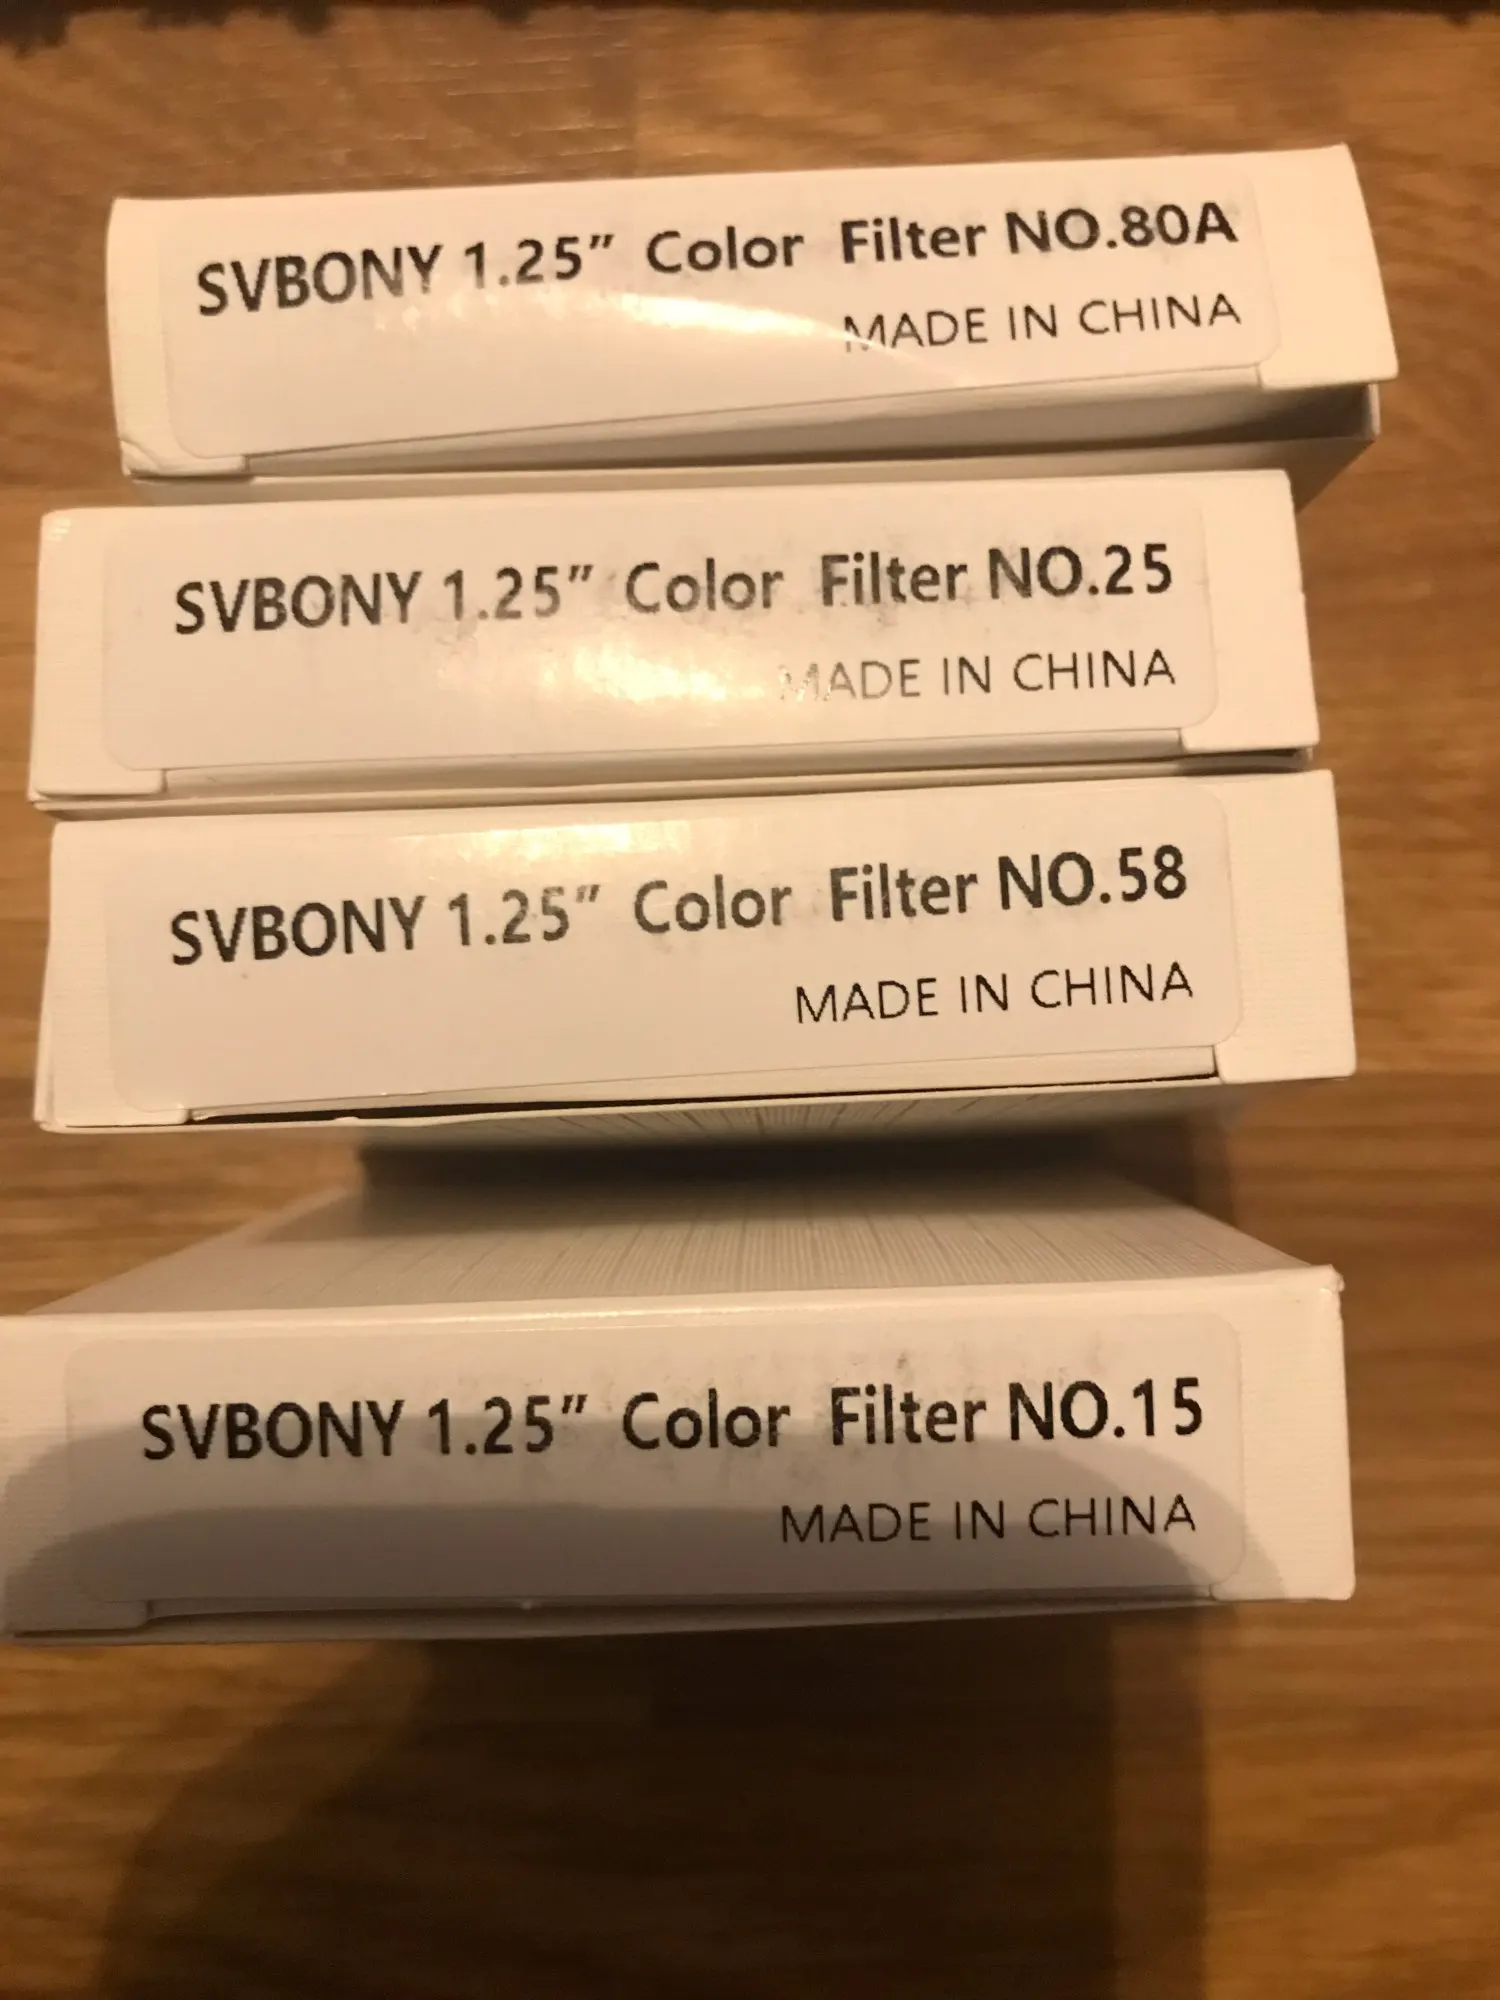 SVBONY 1.25″ Color Filter NO.80A
MADE IN CHINA
SVBONY 1.25″ Color Filter NO.25
MADE IN CHINA
SVBONY 1.25″ Color Filter NO.58
MADE IN CHINA
SVBONY 1.25″ Color Filter NO.15
MADE IN CHINA